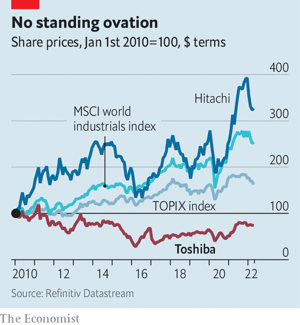 No standing ovation
Share prices, Jan 1st 2010=100, $ terms
400
Hitachi
MSCI world
industrials index
300
200
TOPIX index
100
Toshiba
0
2010 12 14 16 18 20 22
Source: Refinitiv Datastream
The Economist